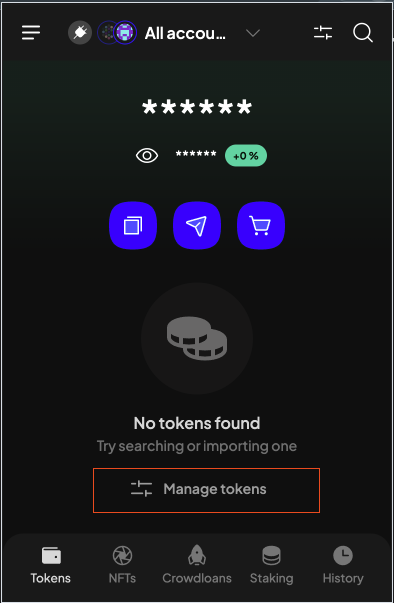 All accou...
******
****** +0 %
No tokens found
Try searching or importing one
Manage tokens
Tokens NFTs Crowdloans Staking History